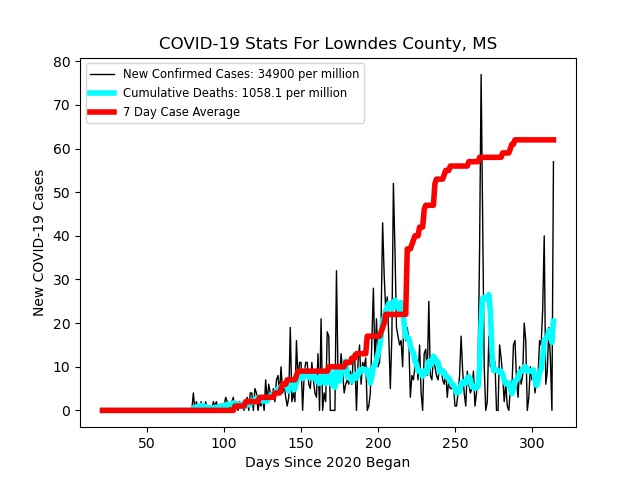 COVID-19 Stats For Lowndes County, MS
New Confirmed Cases: 34900 per million
Cumulative Deaths: 1058.1 per million
7 Day Case Average
New COVID-19 Cases
80
70
60
50
40
30
20
10
0
50 100 150 200 250 300
Days Since 2020 Began